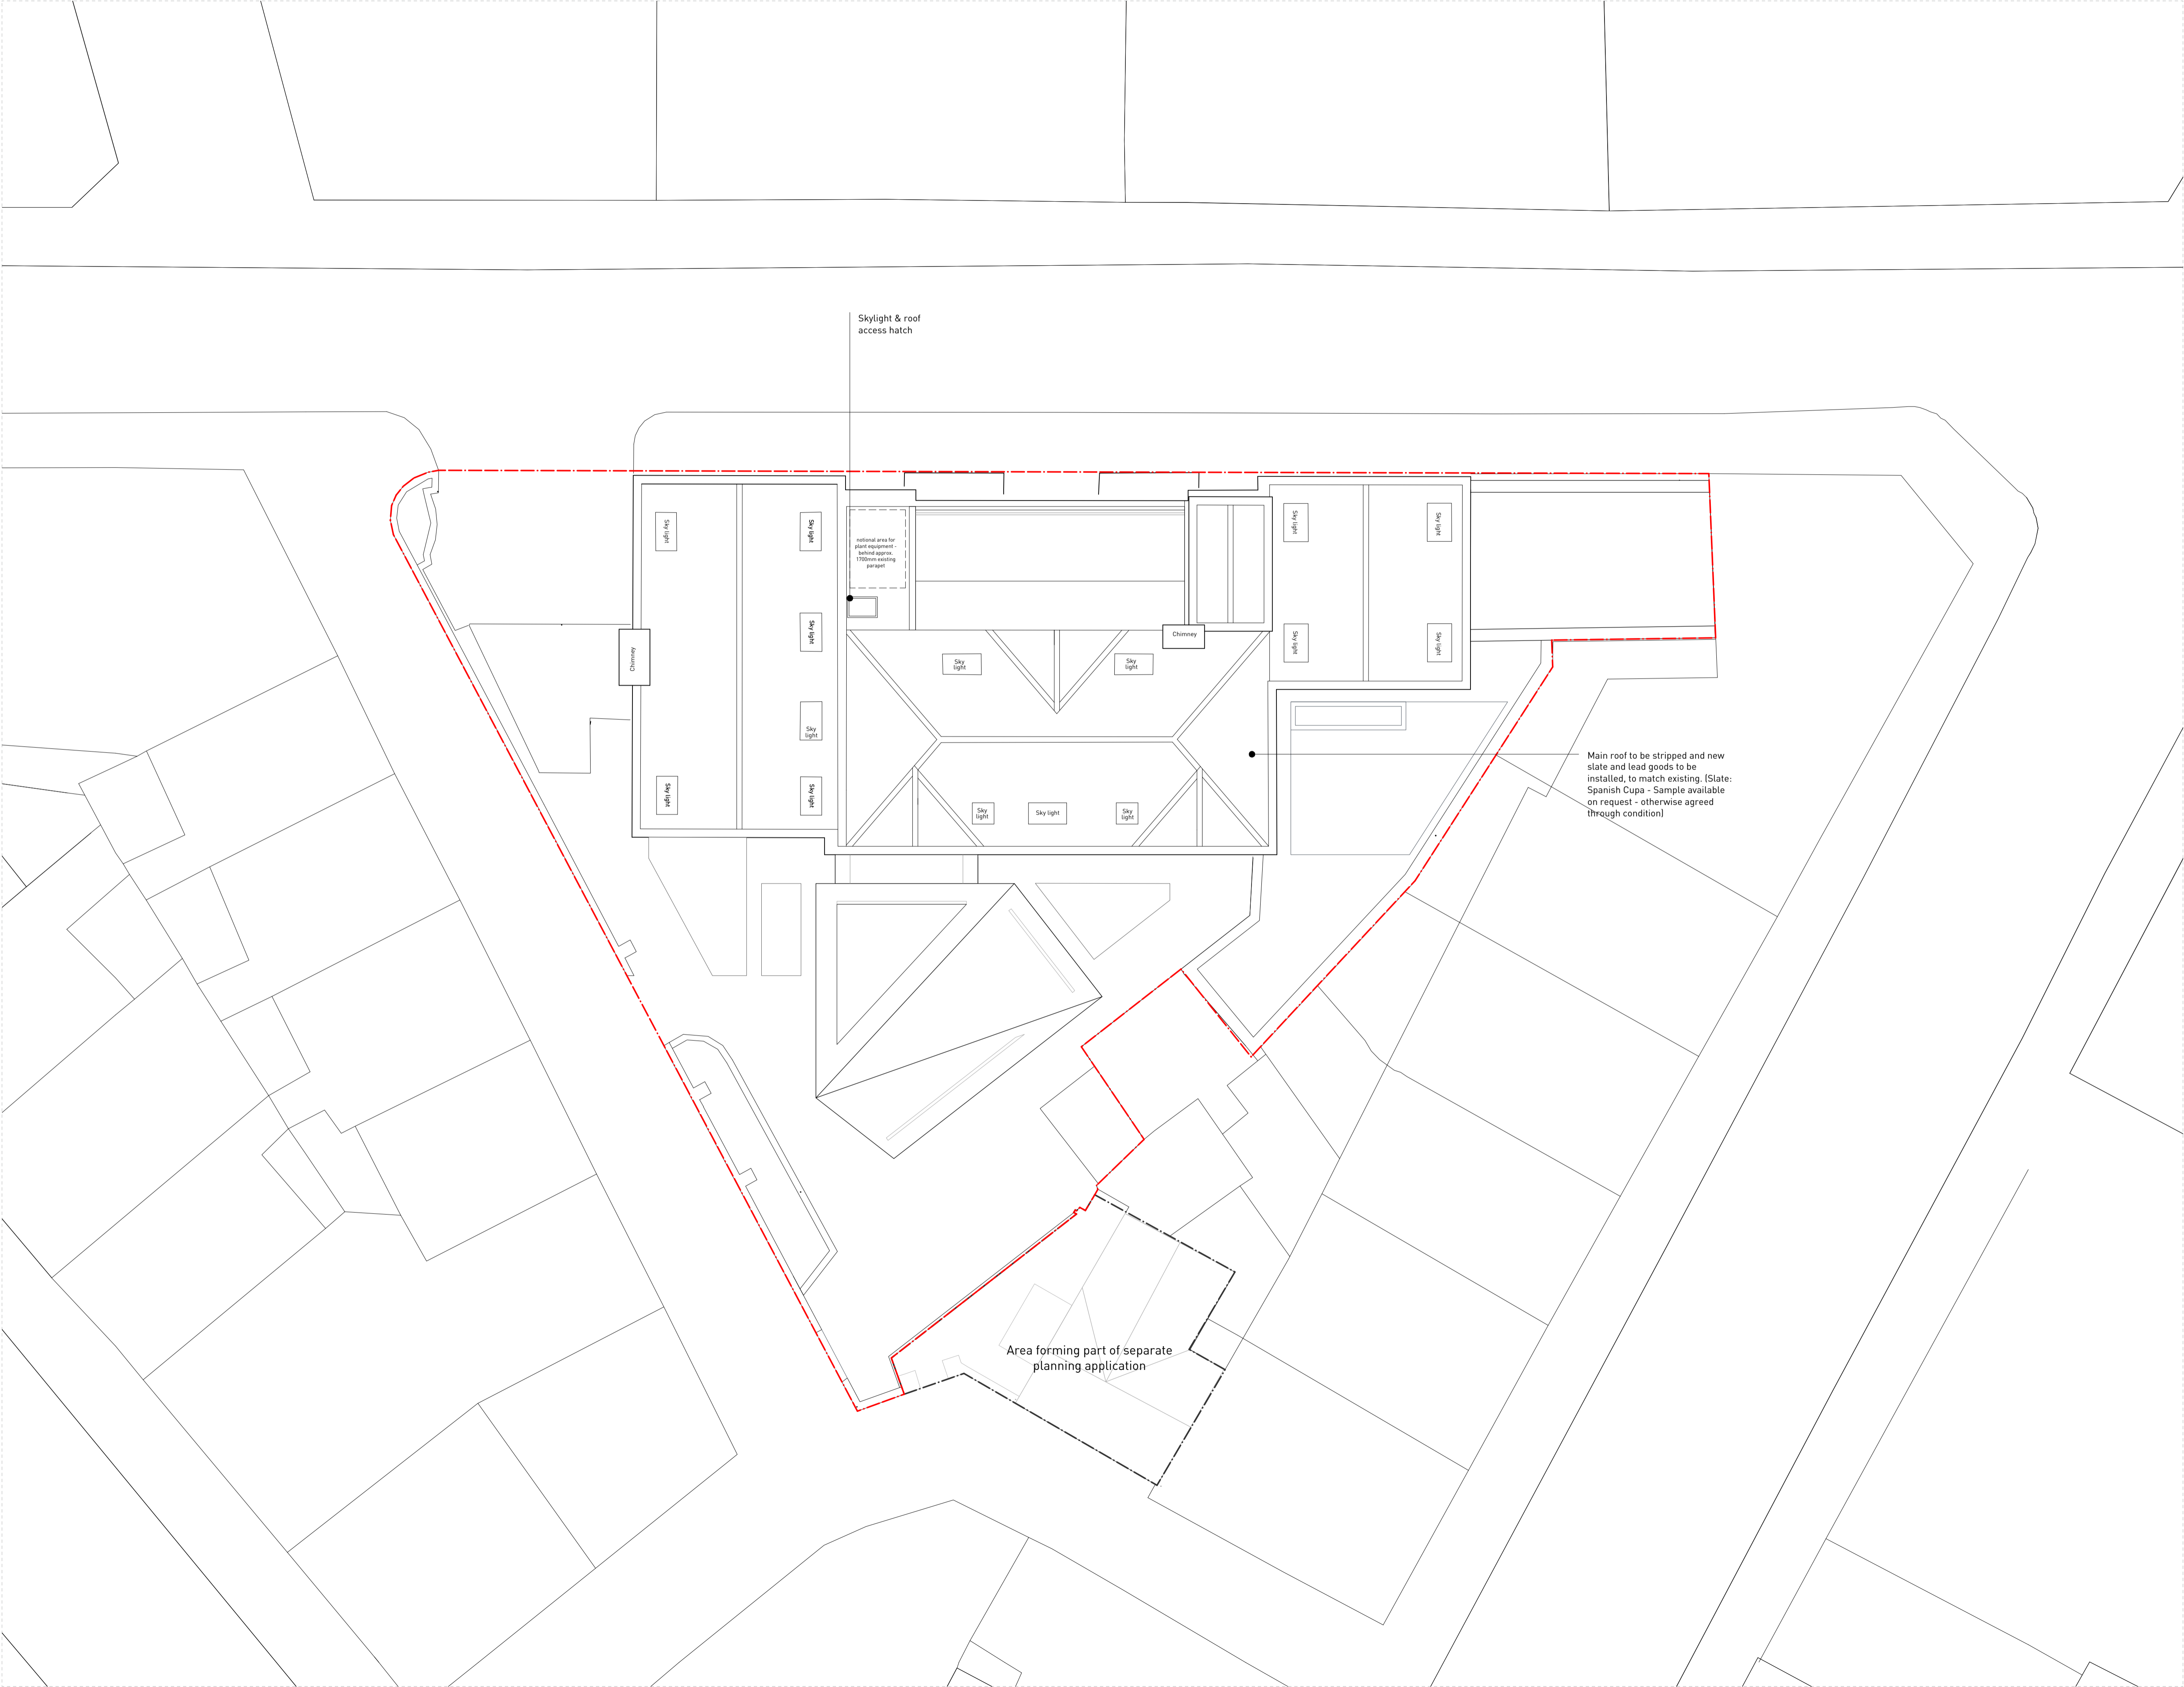 Skylight & roof
access hatch
Sky light
Sky light
notional area for
plant equipment -
behind approx.
1700mm existing
parapet
Sky light
Sky light
Sky light
Chimney
Chimney
Sky
light
Sky
light
Sky light
Sky light
Sky
light
Main roof to be stripped and new
slate and lead goods to be
installed, to match existing. (Slate:
Spanish Cupa - Sample available
on request - otherwise agreed
through condition)
Sky light
Sky light
Sky
light
Sky light
Sky
light
Area forming part of separate
planning application